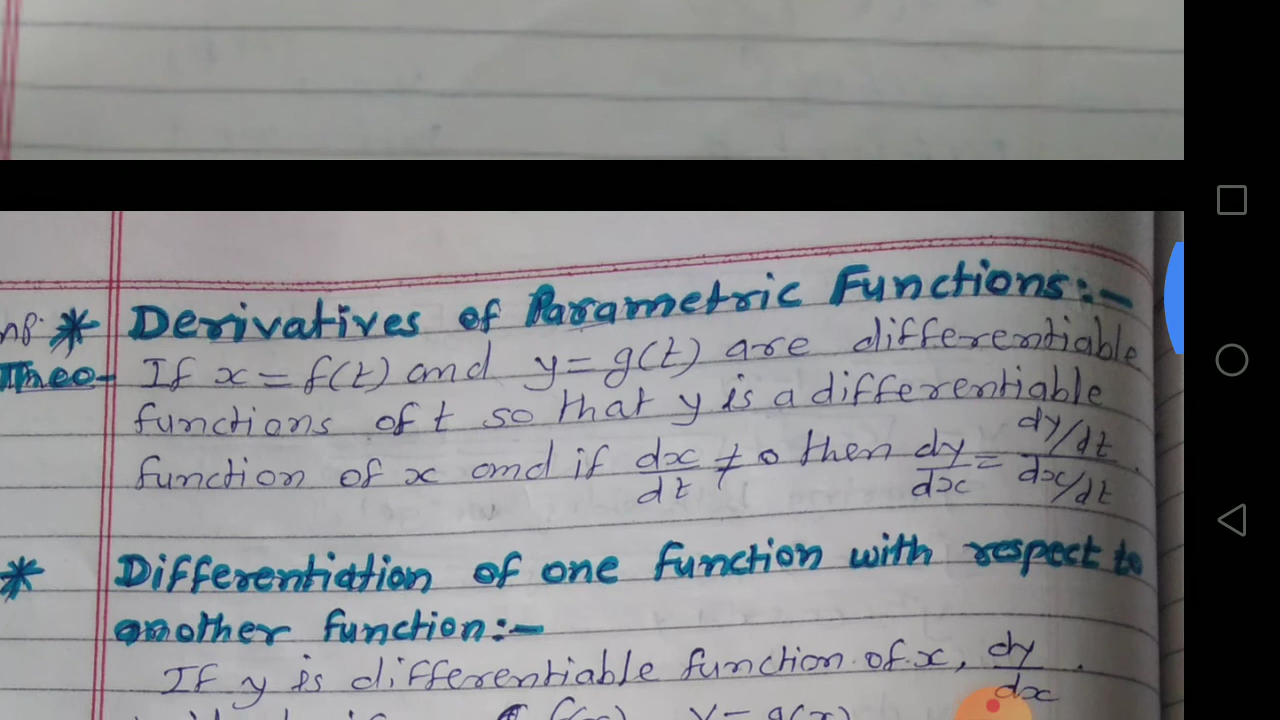 * Derivatives of Parametric Functions:-
Theo- If x = f(t) and y = g(t) are differentiable
functions of t so that y is a differentiable
function of x and if dx/dt ≠ 0 then dy/dx = (dy/dt)/(dx/dt).
* Differentiation of one function with respect to
another function:-
If y is differentiable function of x, dy/dx.